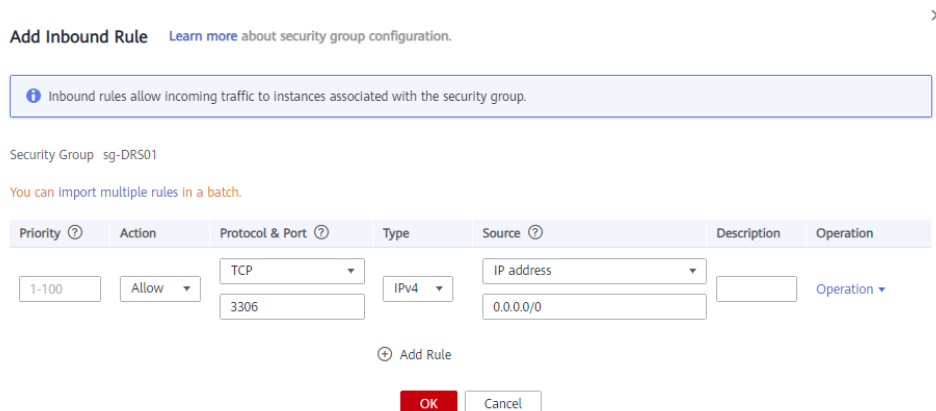 Add Inbound Rule Learn more about security group configuration.
Inbound rules allow incoming traffic to instances associated with the security group.
Security Group sg-DRS01
You can import multiple rules in a batch.
Priority Action Protocol & Port Type Source Description Operation
TCP IP address
1-100 Allow IPv4 Operation
3306 0.0.0.0/0
Add Rule
OK Cancel